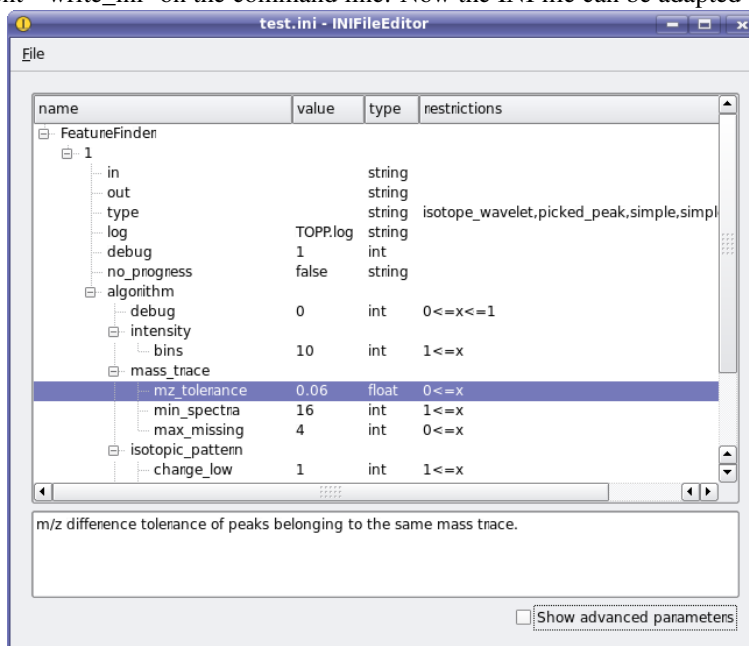 write_ini on the command line. Now the INI file can be adapted
test.ini - INIFileEditor
File
name value type restrictions
FeatureFinder
1
in string
out string
type string isotope_wavelet,picked_peak,simple,simpl
log TOPP.log string
debug 1 int
no_progress false string
algorithm
debug 0 int 0<=x<=1
intensity
bins 10 int 1<=x
mass_trace
mz_tolerance 0.06 float 0<=x
min_spectra 16 int 1<=x
max_missing 4 int 0<=x
isotopic_pattern
charge_low 1 int 1<=x
m/z difference tolerance of peaks belonging to the same mass trace.
Show advanced parameters